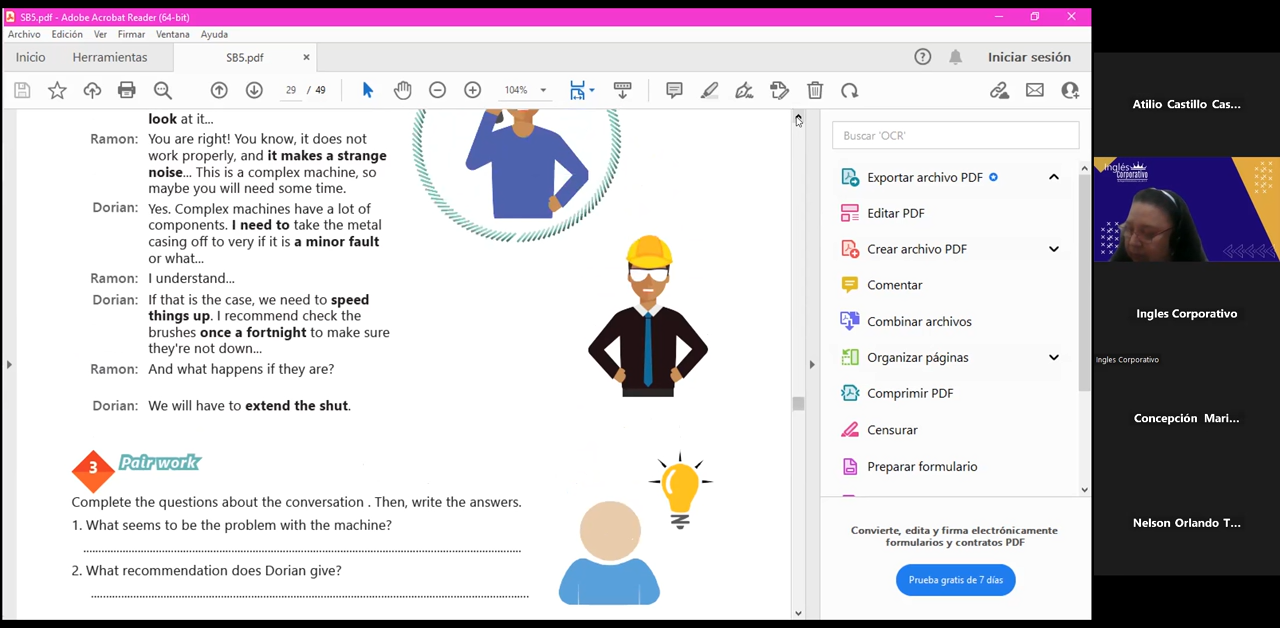 SB5.pdf - Adobe Acrobat Reader (64-bit)
Archivo Edición Ver Firmar Ventana Ayuda
Inicio Herramientas SB5.pdf × Iniciar sesión
29 / 49 104%
look at it...
Ramon: You are right! You know, it does not
work properly, and it makes a strange
noise... This is a complex machine, so
maybe you will need some time.
Dorian: Yes. Complex machines have a lot of
components. I need to take the metal
casing off to very if it is a minor fault
or what...
Ramon: I understand...
Dorian: If that is the case, we need to speed
things up. I recommend check the
brushes once a fortnight to make sure
they're not down...
Ramon: And what happens if they are?
Dorian: We will have to extend the shut.
3 Pair work
Complete the questions about the conversation . Then, write the answers.
1. What seems to be the problem with the machine?
2. What recommendation does Dorian give?
Buscar 'OCR'
Exportar archivo PDF
Editar PDF
Crear archivo PDF
Comentar
Combinar archivos
Organizar páginas
Comprimir PDF
Censurar
Preparar formulario
Convierte, edita y firma electrónicamente
formularios y contratos PDF
Prueba gratis de 7 días
Atilio Castillo Cas...
Inglés
Corporativo
Ingles Corporativo
Ingles Corporativo
Concepción Mari...
Nelson Orlando T...